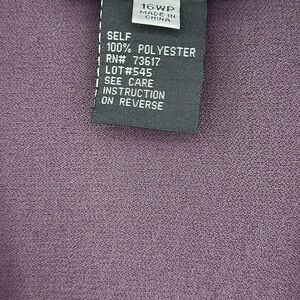 16WP
MADE IN
CHINA
SELF
100% POLYESTER
RN# 73617
LOT#545
SEE CARE
INSTRUCTION
ON REVERSE